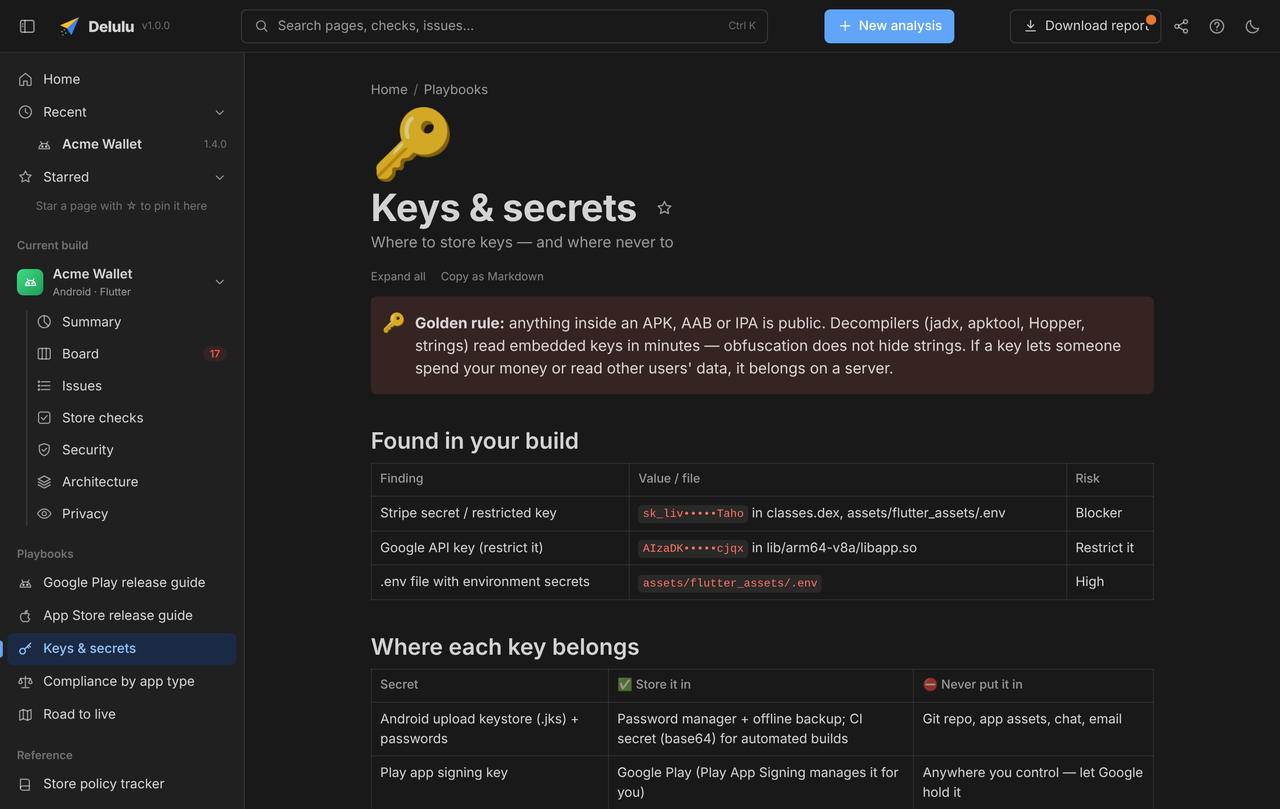 Delulu v1.0.0
Search pages, checks, issues... Ctrl K
+ New analysis
Download report
Home
Recent
Acme Wallet 1.4.0
Starred
Star a page with ☆ to pin it here
Current build
Acme Wallet
Android · Flutter
Summary
Board 17
Issues
Store checks
Security
Architecture
Privacy
Playbooks
Google Play release guide
App Store release guide
Keys & secrets
Compliance by app type
Road to live
Reference
Store policy tracker
Home / Playbooks
Keys & secrets
Where to store keys — and where never to
Expand all Copy as Markdown
Golden rule: anything inside an APK, AAB or IPA is public. Decompilers (jadx, apktool, Hopper,
strings) read embedded keys in minutes — obfuscation does not hide strings. If a key lets someone
spend your money or read other users' data, it belongs on a server.
Found in your build
Finding Value / file Risk
Stripe secret / restricted key sk_liv•••••Taho in classes.dex, assets/flutter_assets/.env Blocker
Google API key (restrict it) AIzaDK•••••cjqx in lib/arm64-v8a/libapp.so Restrict it
.env file with environment secrets assets/flutter_assets/.env High
Where each key belongs
Secret ✅ Store it in ⛔ Never put it in
Android upload keystore (.jks) + Password manager + offline backup; CI Git repo, app assets, chat, email
passwords secret (base64) for automated builds
Play app signing key Google Play (Play App Signing manages it for Anywhere you control — let Google
you) hold it